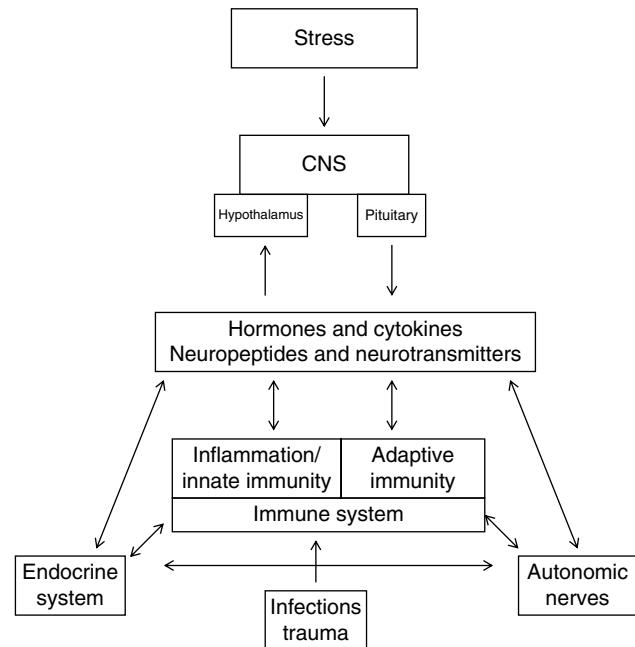 Stress
CNS
Hypothalamus
Pituitary
Hormones and cytokines
Neuropeptides and neurotransmitters
Inflammation/
innate immunity
Adaptive
immunity
Immune system
Endocrine
system
Infections
trauma
Autonomic
nerves